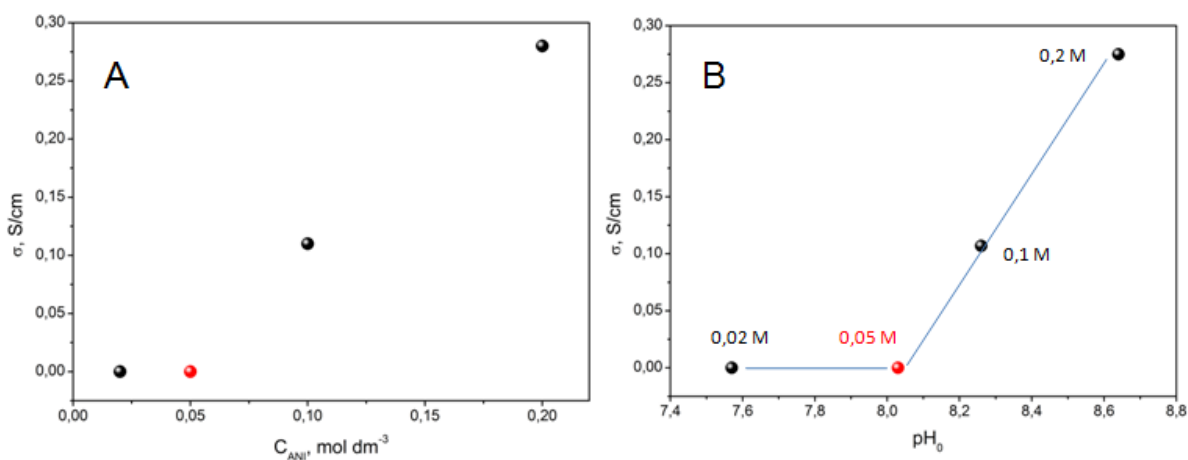 A
0,30
0,25
0,20
0,15
0,10
0,05
0,00
σ, S/cm
0,00 0,05 0,10 0,15 0,20
C_ANI, mol dm⁻³
B
0,30
0,25
0,20
0,15
0,10
0,05
0,00
σ, S/cm
0,2 M
0,1 M
0,02 M 0,05 M
7,4 7,6 7,8 8,0 8,2 8,4 8,6 8,8
pH₀